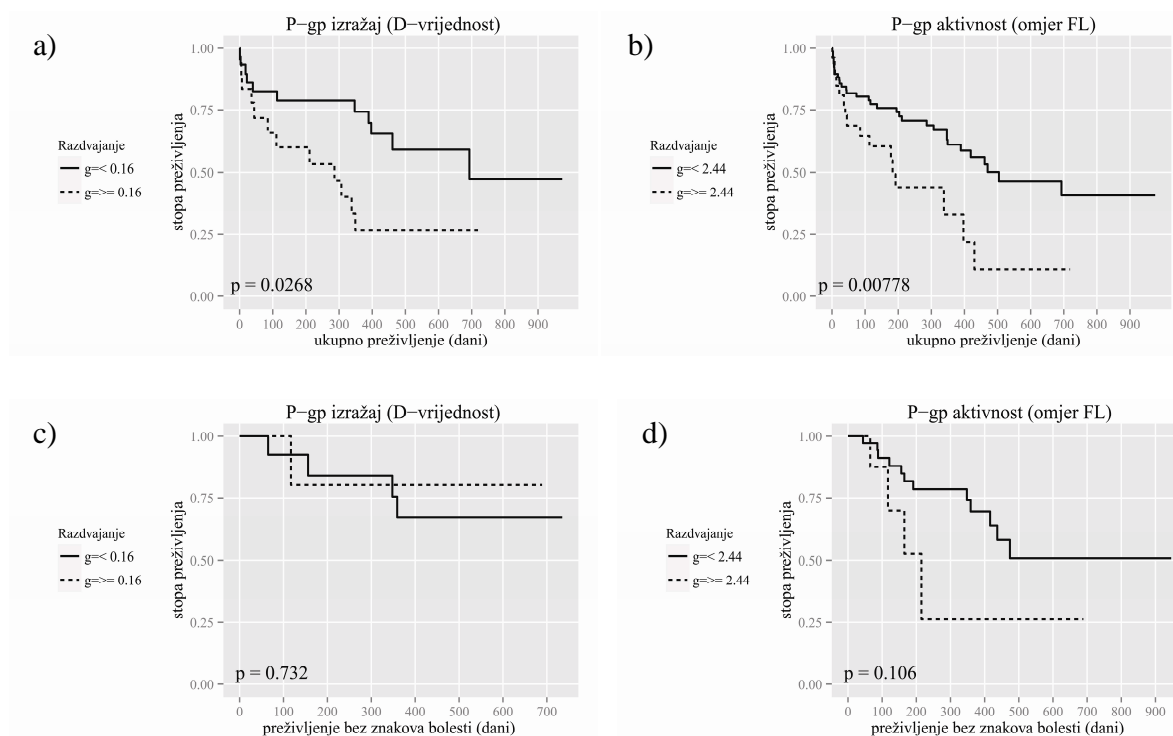 a)
P−gp izražaj (D−vrijednost)
1.00
0.75
0.50
0.25
0.00
stopa preživljenja
Razdvajanje
g=< 0.16
g=>= 0.16
p = 0.0268
0 100 200 300 400 500 600 700 800 900
ukupno preživljenje (dani)
b)
P−gp aktivnost (omjer FL)
1.00
0.75
0.50
0.25
0.00
stopa preživljenja
Razdvajanje
g=< 2.44
g=>= 2.44
p = 0.00778
0 100 200 300 400 500 600 700 800 900
ukupno preživljenje (dani)
c)
P−gp izražaj (D−vrijednost)
1.00
0.75
0.50
0.25
0.00
stopa preživljenja
Razdvajanje
g=< 0.16
g=>= 0.16
p = 0.732
0 100 200 300 400 500 600 700
preživljenje bez znakova bolesti (dani)
d)
P−gp aktivnost (omjer FL)
1.00
0.75
0.50
0.25
0.00
stopa preživljenja
Razdvajanje
g=< 2.44
g=>= 2.44
p = 0.106
0 100 200 300 400 500 600 700 800 900
preživljenje bez znakova bolesti (dani)